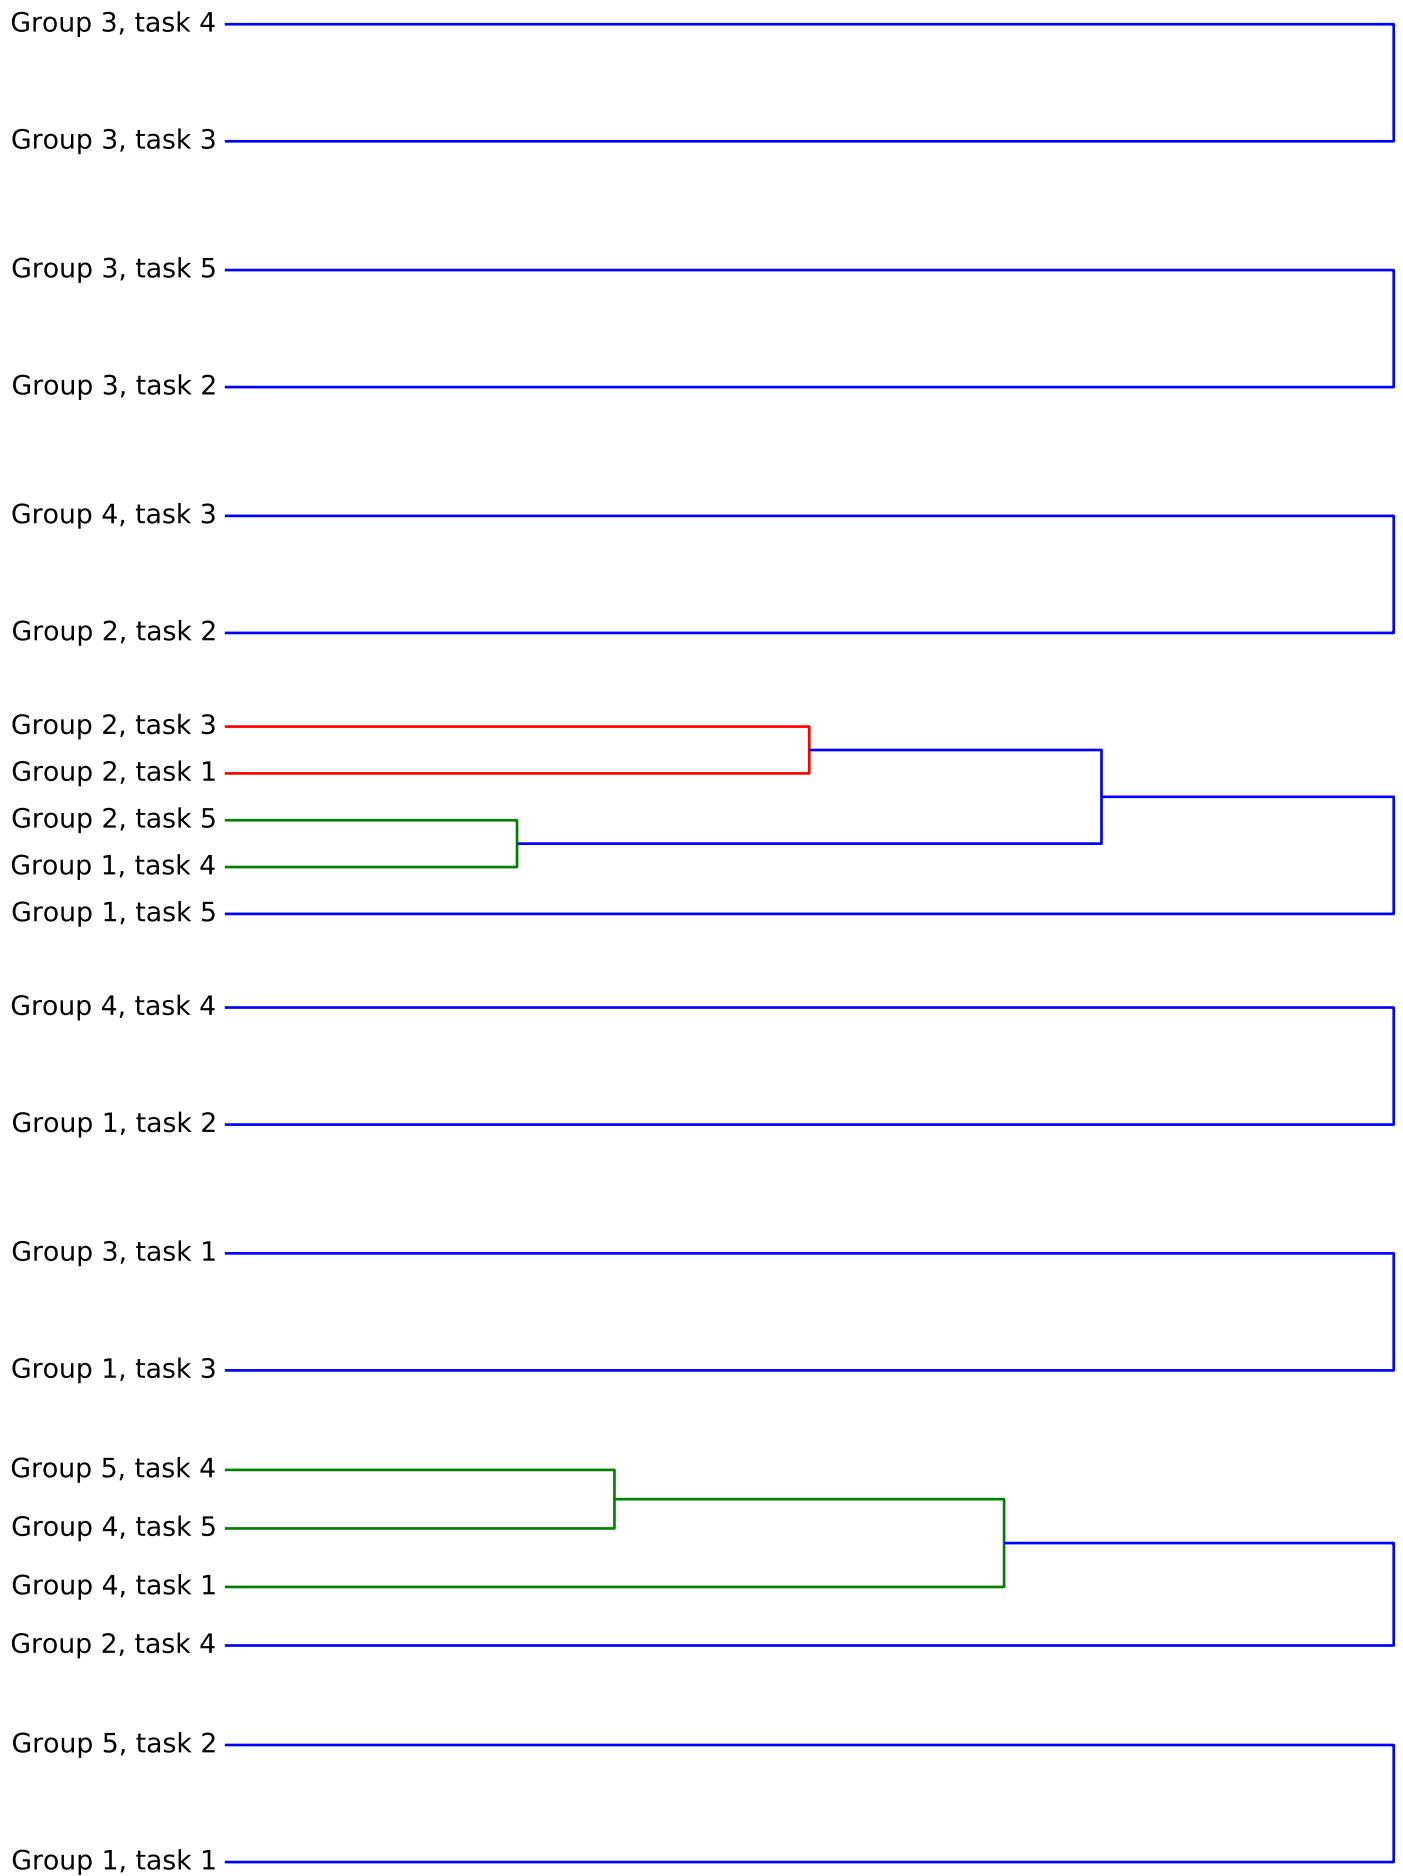 Group 3, task 4
Group 3, task 3
Group 3, task 5
Group 3, task 2
Group 4, task 3
Group 2, task 2
Group 2, task 3
Group 2, task 1
Group 2, task 5
Group 1, task 4
Group 1, task 5
Group 4, task 4
Group 1, task 2
Group 3, task 1
Group 1, task 3
Group 5, task 4
Group 4, task 5
Group 4, task 1
Group 2, task 4
Group 5, task 2
Group 1, task 1